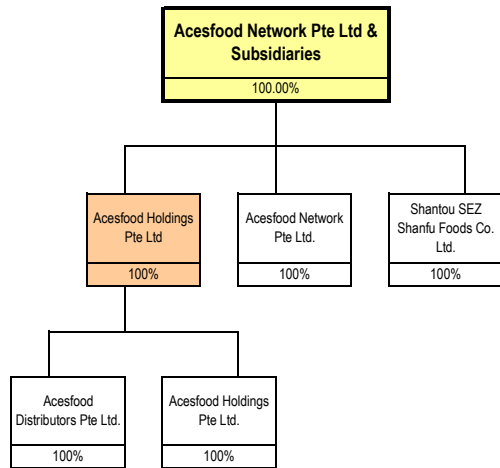 Acesfood Network Pte Ltd &
Subsidiaries
100.00%
Acesfood Holdings
Pte Ltd
100%
Acesfood Network
Pte Ltd.
100%
Shantou SEZ
Shanfu Foods Co.
Ltd.
100%
Acesfood
Distributors Pte Ltd.
100%
Acesfood Holdings
Pte Ltd.
100%